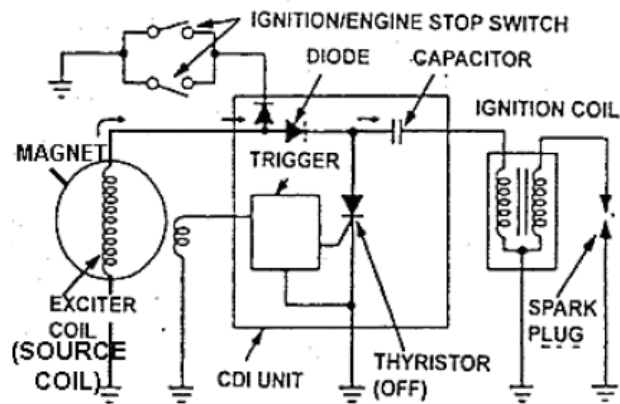 IGNITION/ENGINE STOP SWITCH
DIODE
CAPACITOR
IGNITION COIL
MAGNET
TRIGGER
EXCITER
COIL
(SOURCE
COIL)
CDI UNIT
THYRISTOR
(OFF)
SPARK
PLUG